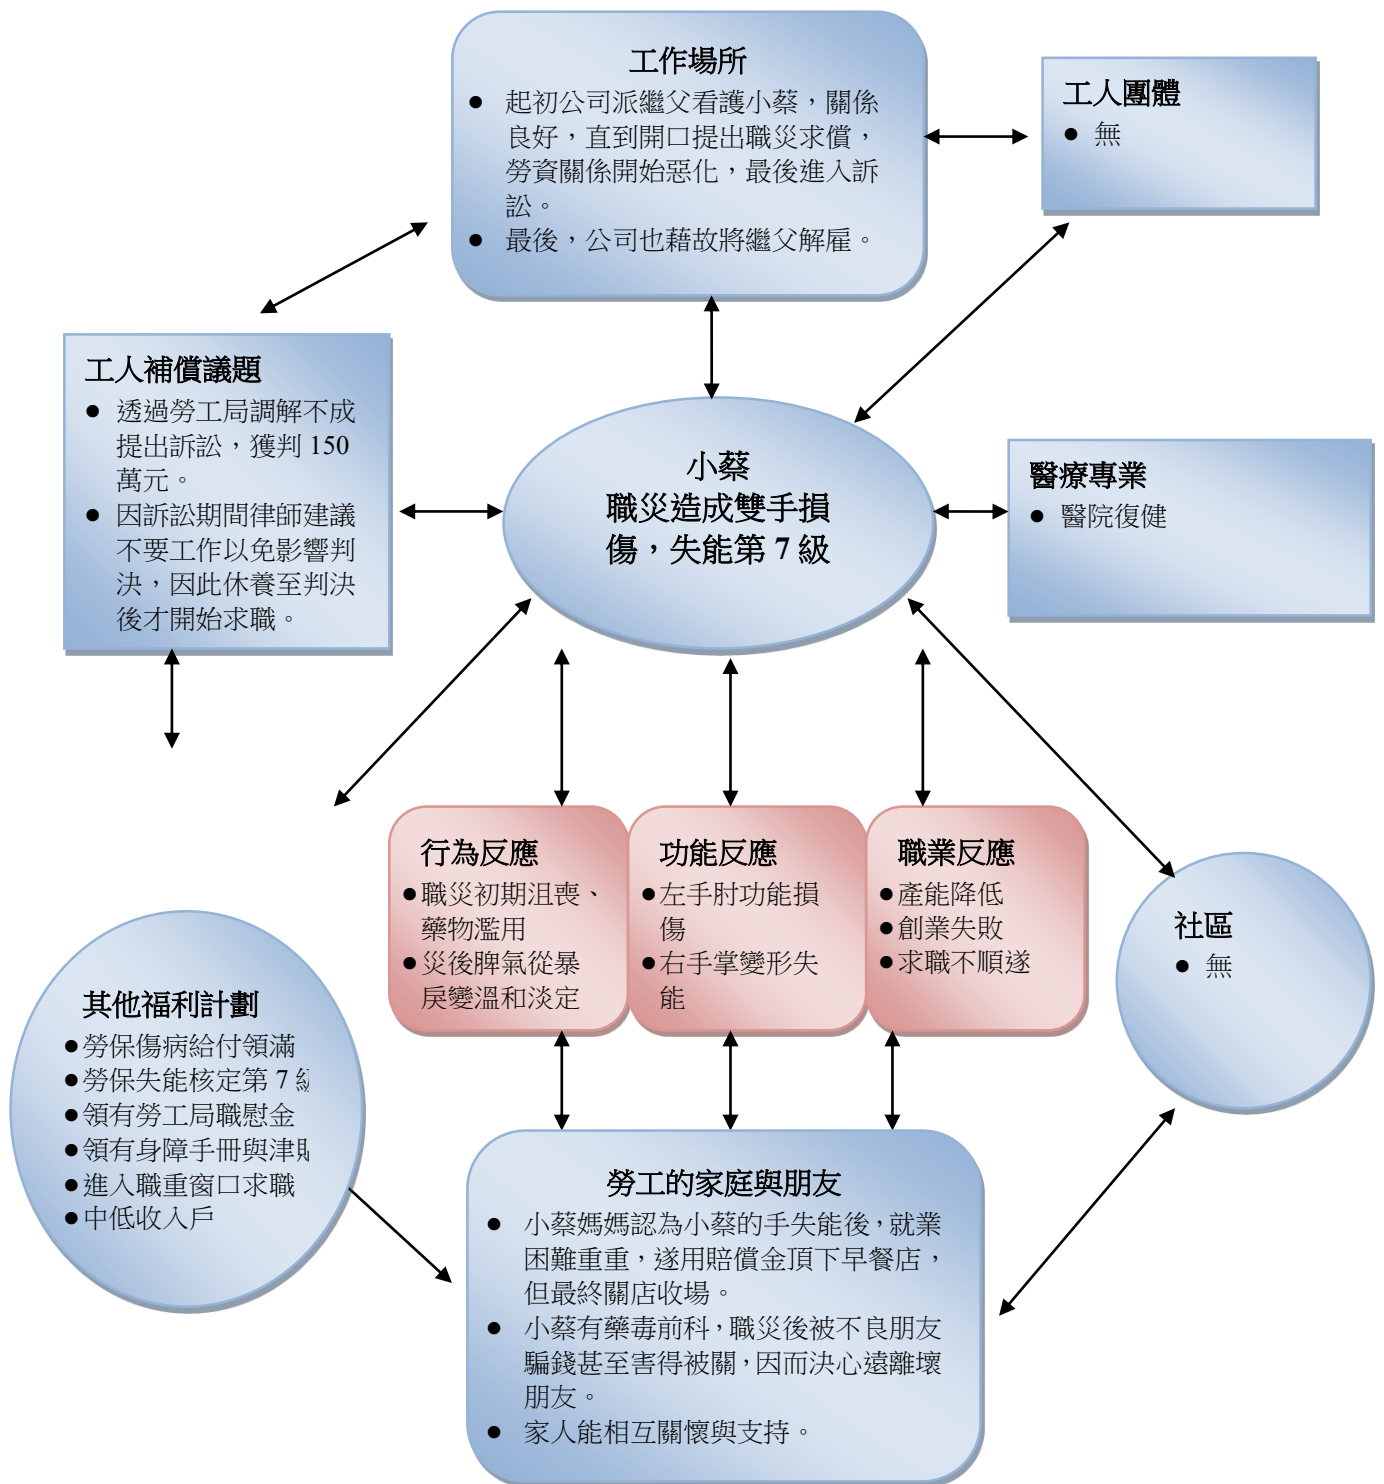 工作場所
● 起初公司派繼父看護小蔡，關係
良好，直到開口提出職災求償，
勞資關係開始惡化，最後進入訴
訟。
● 最後，公司也藉故將繼父解雇。
工人團體
● 無
工人補償議題
● 透過勞工局調解不成
提出訴訟，獲判 150
萬元。
● 因訴訟期間律師建議
不要工作以免影響判
決，因此休養至判決
後才開始求職。
小蔡
職災造成雙手損
傷，失能第 7 級
醫療專業
● 醫院復健
行為反應
●職災初期沮喪、
藥物濫用
●災後脾氣從暴
戾變溫和淡定
功能反應
●左手肘功能損
傷
●右手掌變形失
能
職業反應
●產能降低
●創業失敗
●求職不順遂
社區
● 無
其他福利計劃
●勞保傷病給付領滿
●勞保失能核定第 7 級
●領有勞工局職慰金
●領有身障手冊與津貼
●進入職重窗口求職
●中低收入戶
勞工的家庭與朋友
● 小蔡媽媽認為小蔡的手失能後，就業
困難重重，遂用賠償金頂下早餐店，
但最終關店收場。
● 小蔡有藥毒前科，職災後被不良朋友
騙錢甚至害得被關，因而決心遠離壞
朋友。
● 家人能相互關懷與支持。